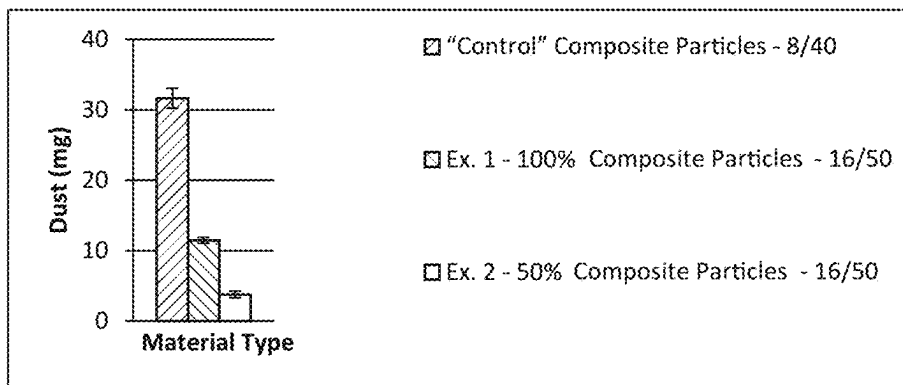 40
30
20
10
0
Dust (mg)
Material Type
"Control" Composite Particles - 8/40
Ex. 1 - 100% Composite Particles - 16/50
Ex. 2 - 50% Composite Particles - 16/50